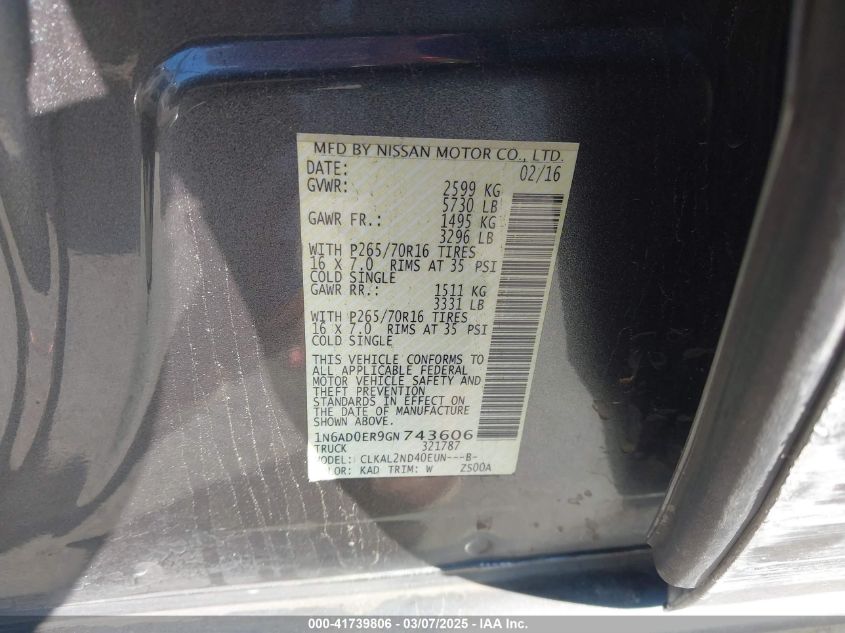 MFD BY NISSAN MOTOR CO., LTD.
DATE: 02/16
GVWR: 2599 KG
5730 LB
GAWR FR.: 1495 KG
3296 LB
WITH P265/70R16 TIRES
16 X 7.0 RIMS AT 35 PSI
COLD SINGLE
GAWR RR.: 1511 KG
3331 LB
WITH P265/70R16 TIRES
16 X 7.0 RIMS AT 35 PSI
COLD SINGLE
THIS VEHICLE CONFORMS TO
ALL APPLICABLE FEDERAL
MOTOR VEHICLE SAFETY AND
THEFT PREVENTION
STANDARDS IN EFFECT ON
THE DATE OF MANUFACTURE
SHOWN ABOVE.
1N6AD0ER9GN743606
TRUCK 321787
MODEL: CLKAL2ND40EUN---B-
COLOR: KAD TRIM: W ZS00A
000-41739806 - 03/07/2025 - IAA Inc.